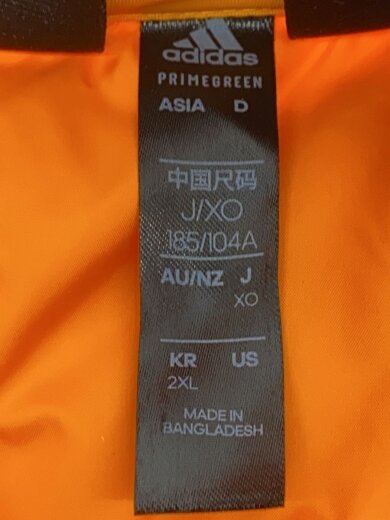 adidas
PRIMEGREEN
ASIA D
中国尺码
J/XO
185/104A
AU/NZ J
XO
KR US
2XL
MADE IN
BANGLADESH